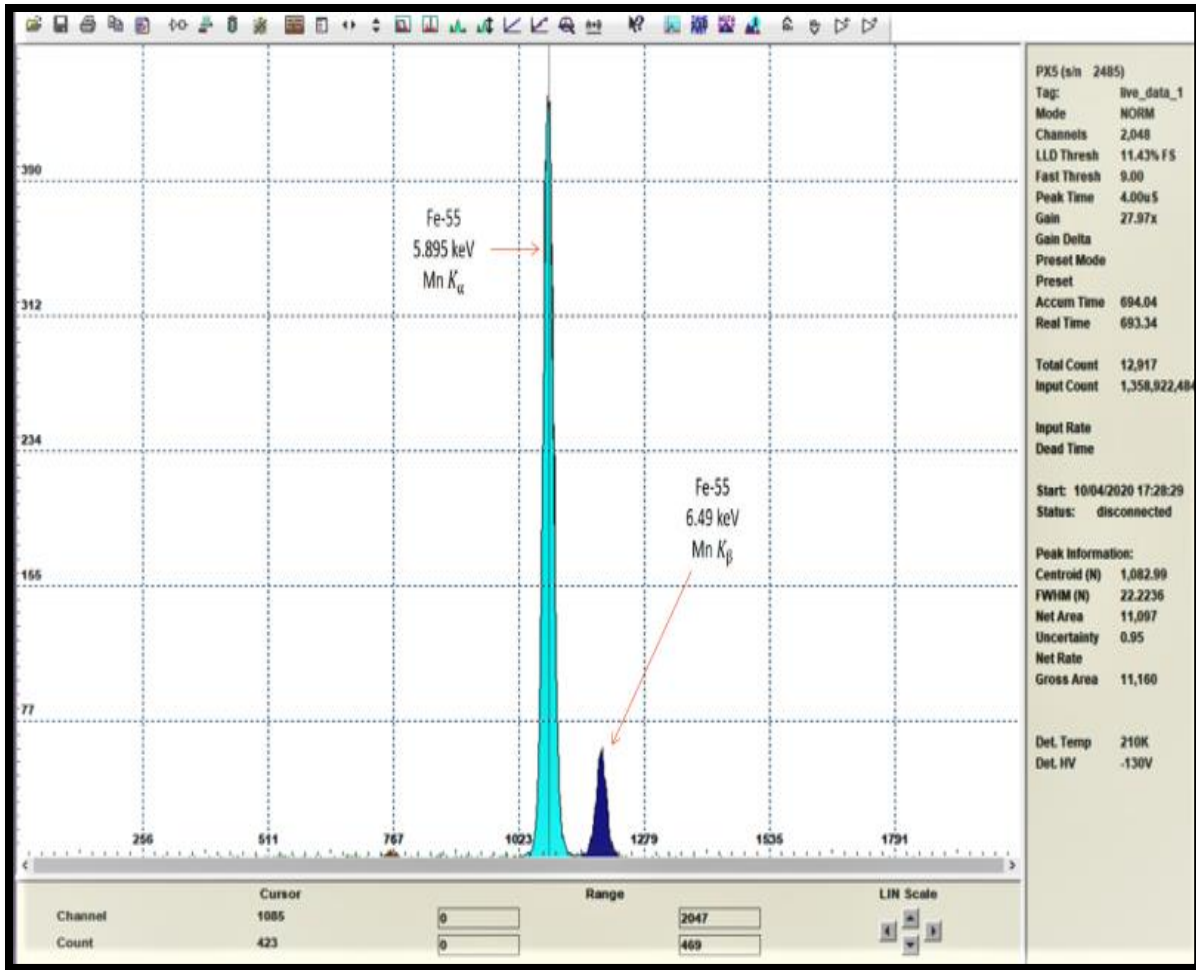 390
312
234
155
77
256 511 767 1023 1279 1535 1791
Fe-55
5.895 keV
Mn Kα
Fe-55
6.49 keV
Mn Kβ
PX5 (s/n 2485)
Tag: live_data_1
Mode NORM
Channels 2,048
LLD Thresh 11.43% FS
Fast Thresh 9.00
Peak Time 4.00uS
Gain 27.97x
Gain Delta
Preset Mode
Preset
Accum Time 694.04
Real Time 693.34
Total Count 12,917
Input Count 1,358,922,484
Input Rate
Dead Time
Start: 10/04/2020 17:28:29
Status: disconnected
Peak Information:
Centroid (N) 1,082.99
FWHM (N) 22.2236
Net Area 11,097
Uncertainty 0.95
Net Rate
Gross Area 11,160
Det. Temp 210K
Det. HV -130V
Cursor Range LIN Scale
Channel 1085 0 2047
Count 423 0 469